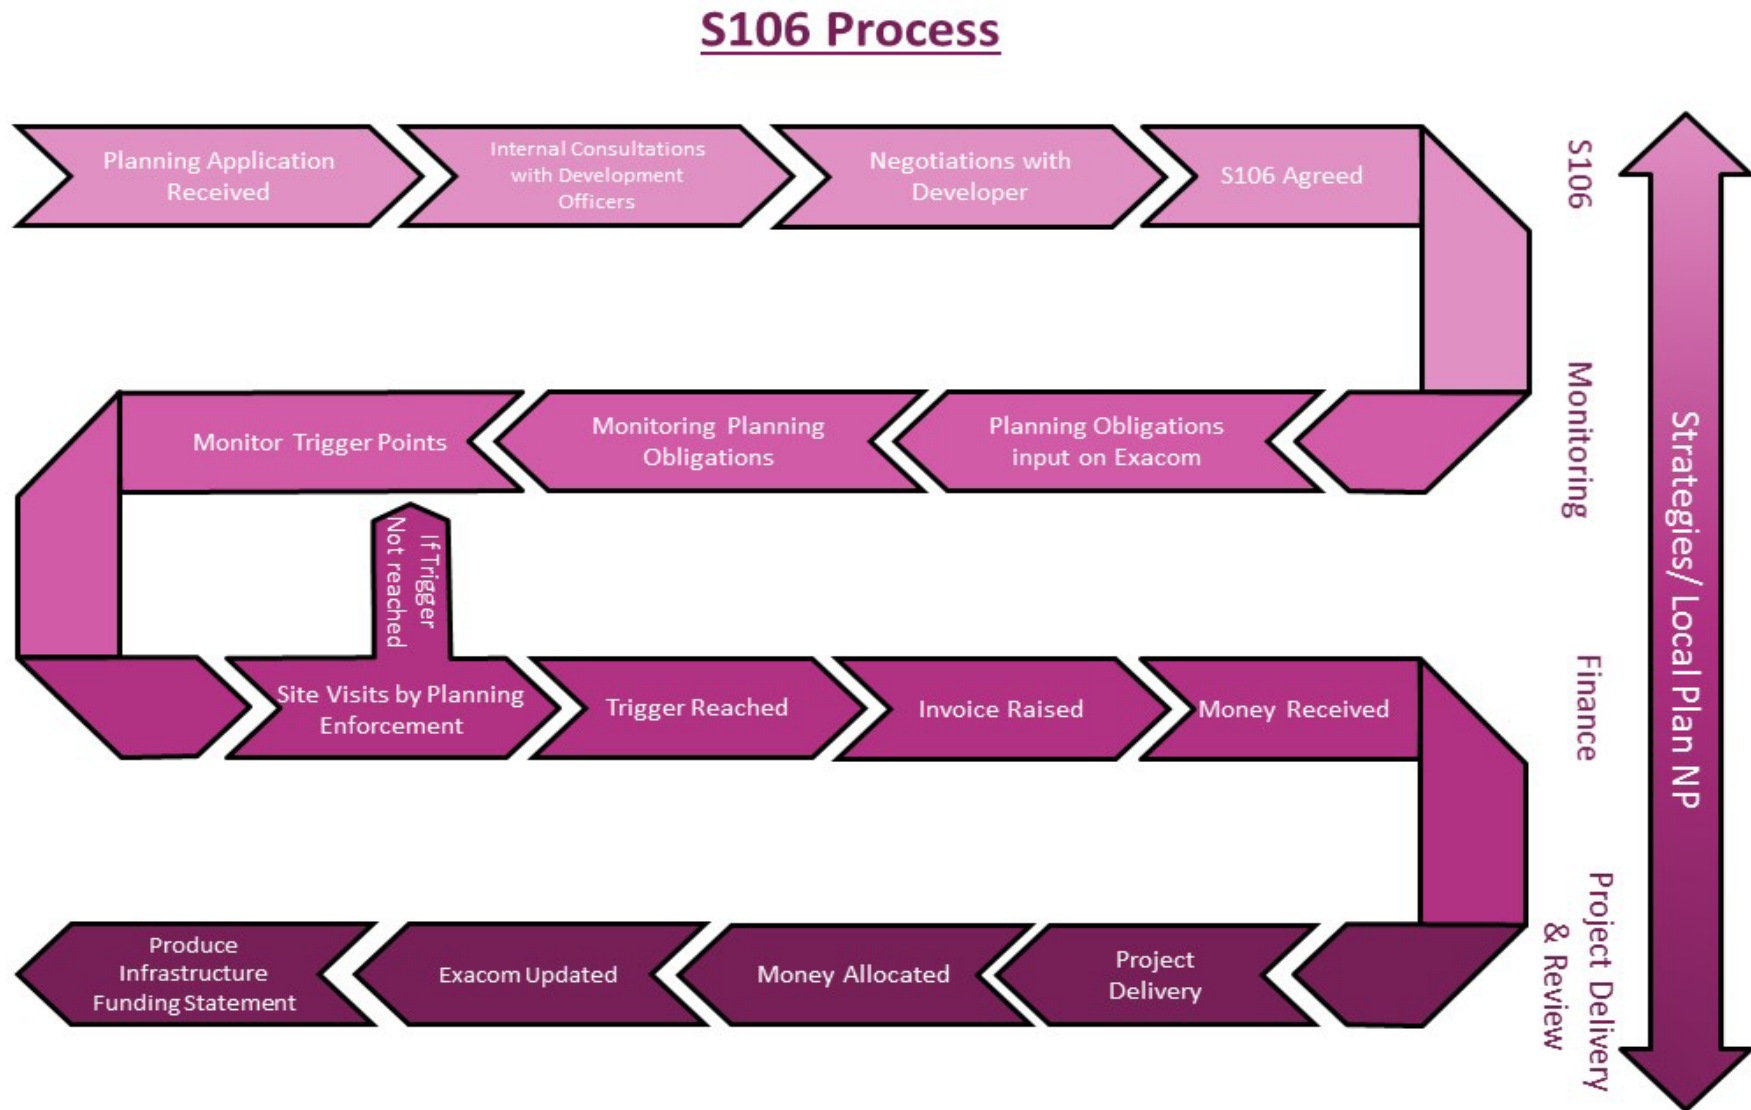 S106 Process
Planning Application
Received
Internal Consultations
with Development
Officers
Negotiations with
Developer
S106 Agreed
S106
Planning Obligations
input on Exacom
Monitoring Planning
Obligations
Monitor Trigger Points
Monitoring
If Trigger
Not reached
Site Visits by Planning
Enforcement
Trigger Reached
Invoice Raised
Money Received
Finance
Project
Delivery
Money Allocated
Exacom Updated
Produce
Infrastructure
Funding Statement
Project Delivery
& Review
Strategies/ Local Plan NP